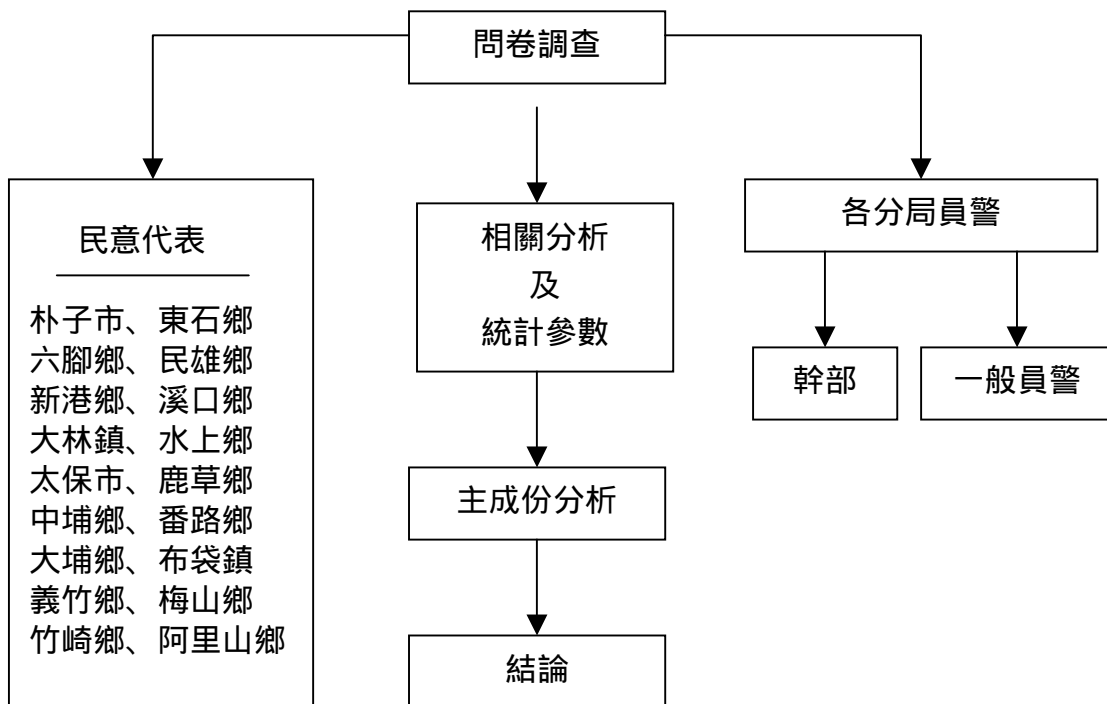 問卷調查
民意代表
朴子市、東石鄉
六腳鄉、民雄鄉
新港鄉、溪口鄉
大林鎮、水上鄉
太保市、鹿草鄉
中埔鄉、番路鄉
大埔鄉、布袋鎮
義竹鄉、梅山鄉
竹崎鄉、阿里山鄉
相關分析
及
統計參數
主成份分析
結論
各分局員警
幹部
一般員警